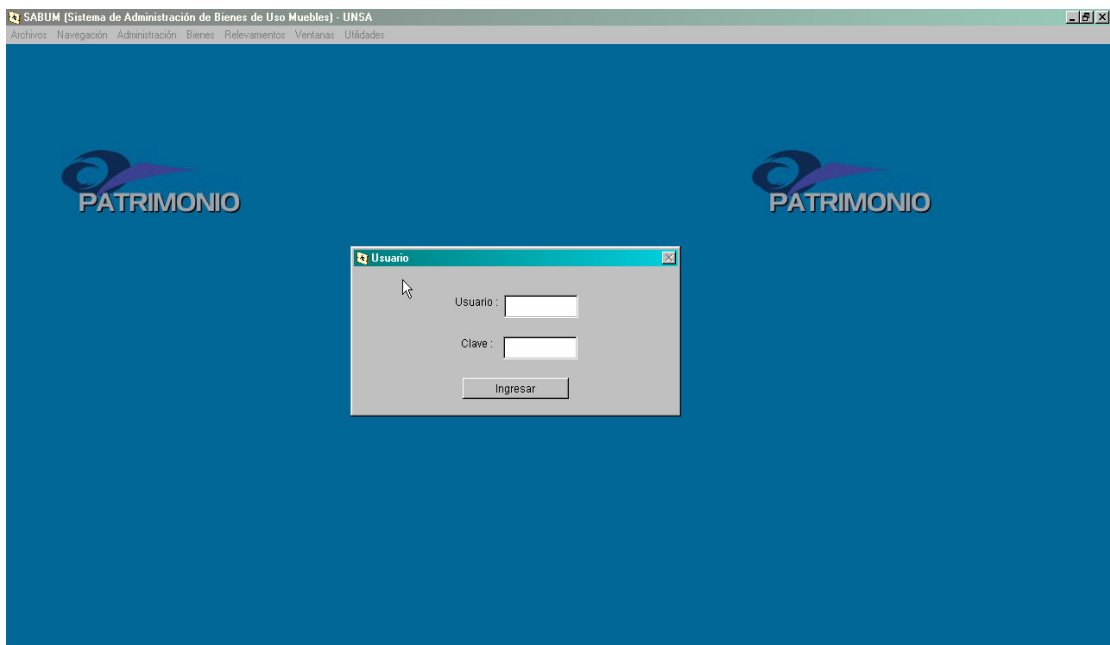 SABUM (Sistema de Administración de Bienes de Uso Muebles) - UNSA
Archivos Navegación Administración Bienes Relevamientos Ventanas Utilidades
PATRIMONIO PATRIMONIO
Usuario
Usuario :
Clave :
Ingresar